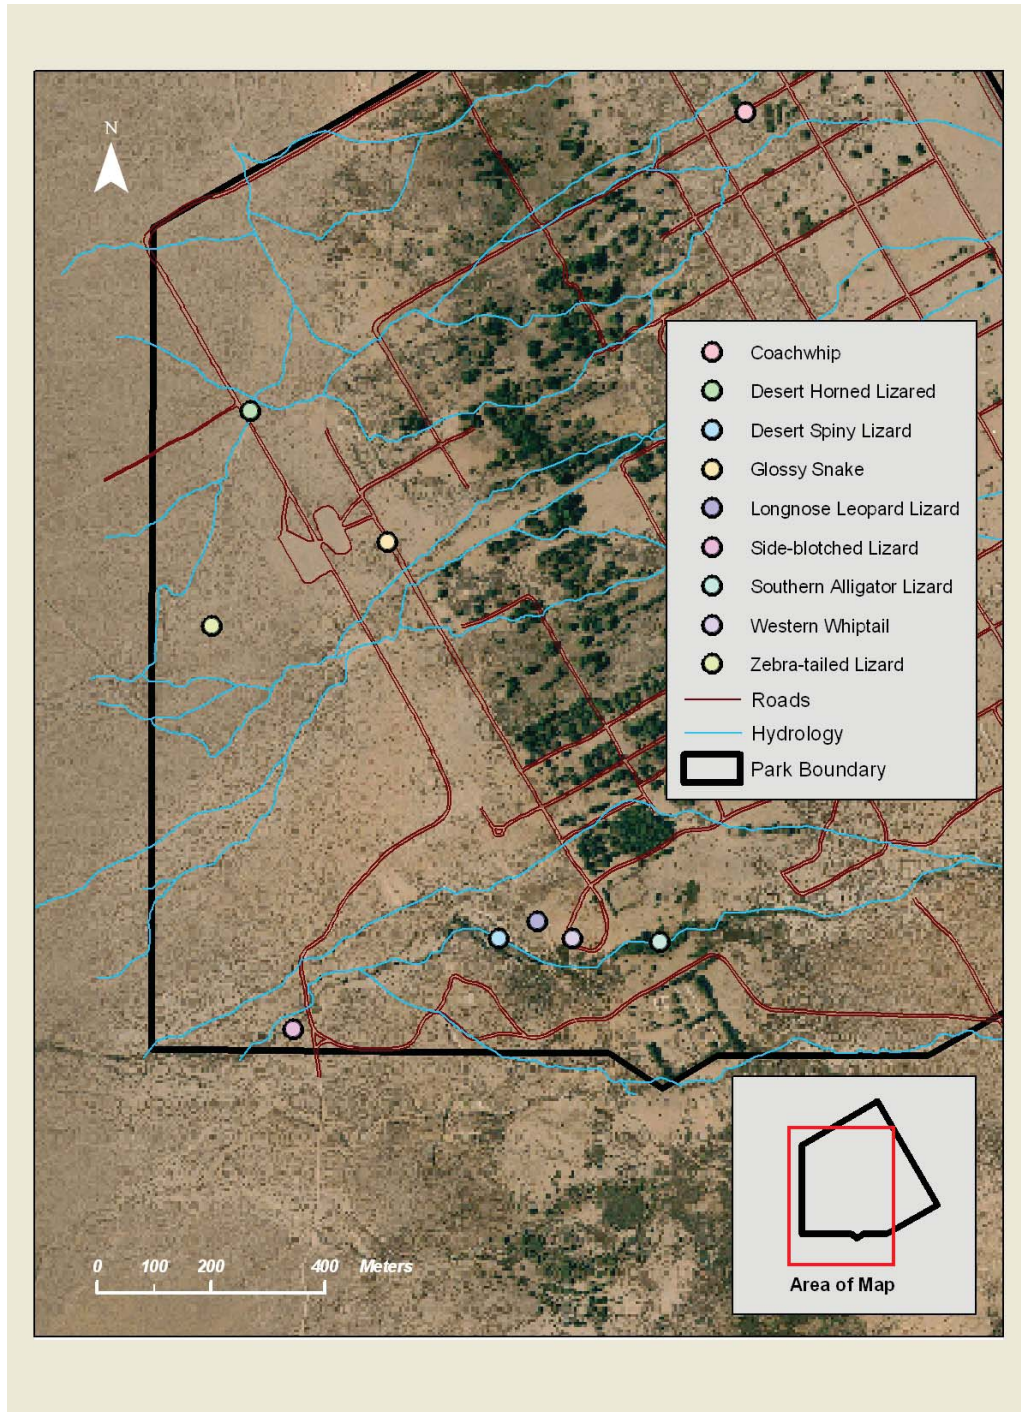 N
Coachwhip
Desert Horned Lizared
Desert Spiny Lizard
Glossy Snake
Longnose Leopard Lizard
Side-blotched Lizard
Southern Alligator Lizard
Western Whiptail
Zebra-tailed Lizard
Roads
Hydrology
Park Boundary
0 100 200 400 Meters
Area of Map